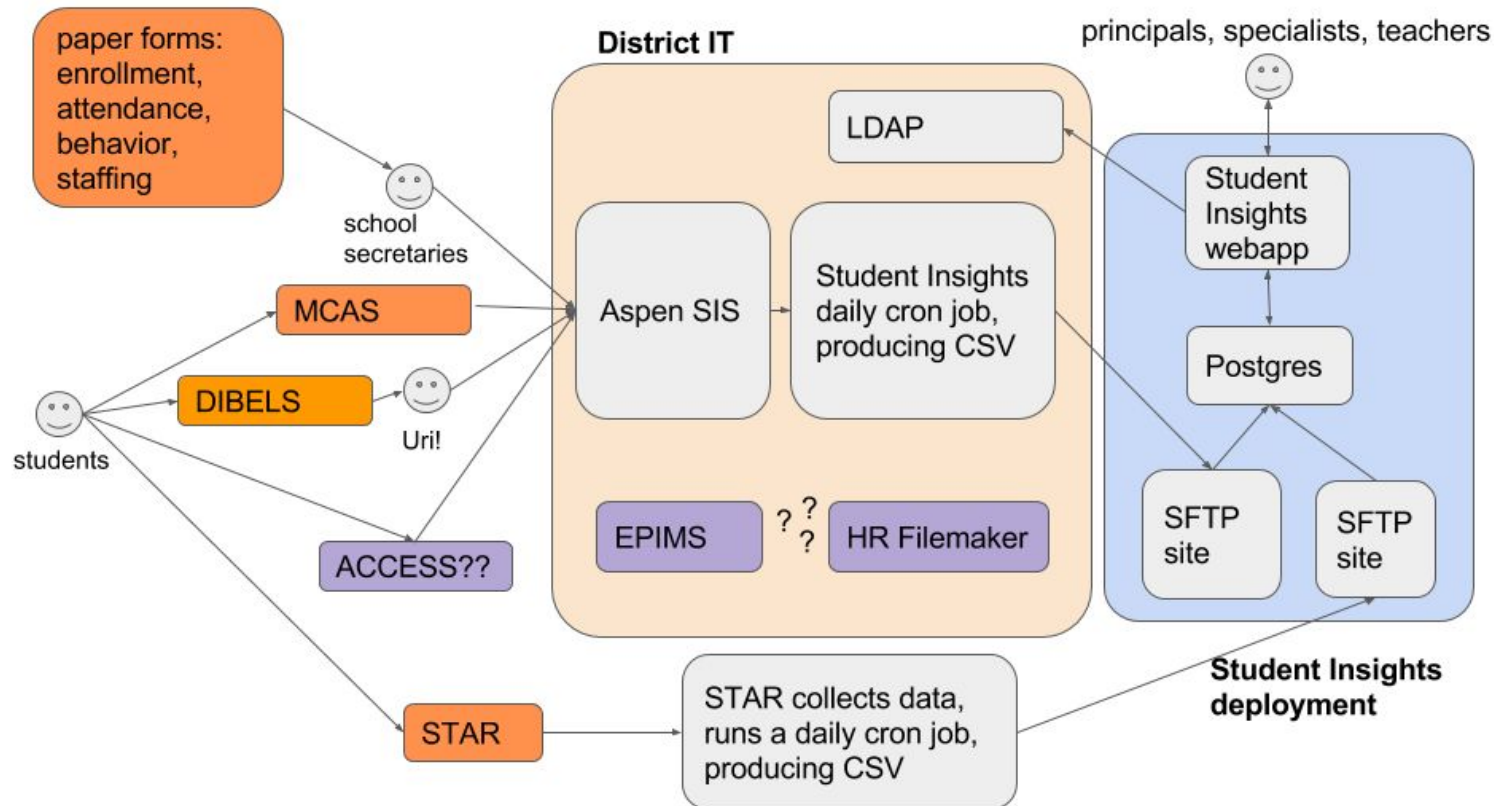 paper forms:
enrollment,
attendance,
behavior,
staffing
school
secretaries
MCAS
DIBELS
Uri!
students
ACCESS??
STAR
District IT
LDAP
Aspen SIS
Student Insights
daily cron job,
producing CSV
EPIMS
? ? ?
HR Filemaker
STAR collects data,
runs a daily cron job,
producing CSV
principals, specialists, teachers
Student
Insights
webapp
Postgres
SFTP
site
SFTP
site
Student Insights
deployment